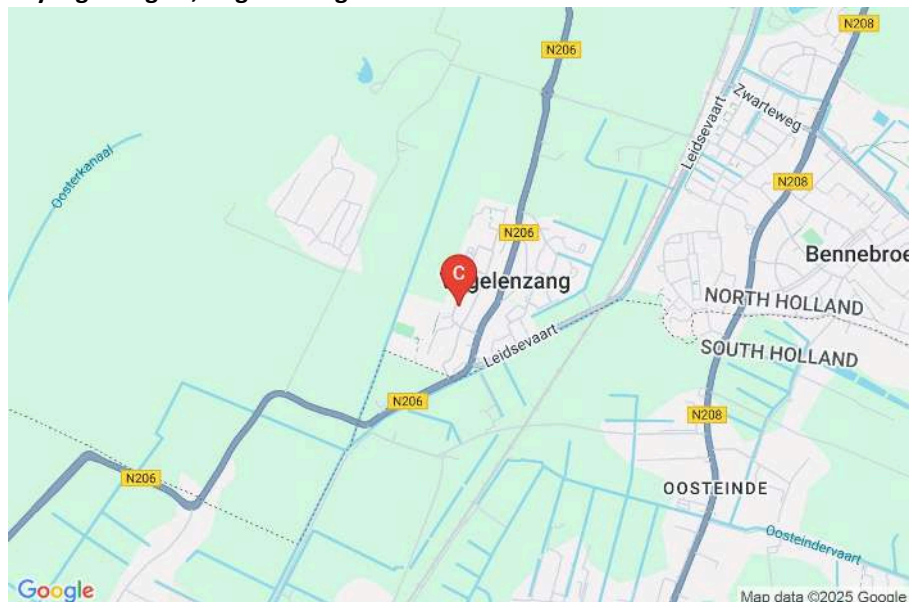 N206
N208
Zwarteweg
Leidsevaart
Oosterkanaal
N208
N206
Bennebroe
C
gelenzang
NORTH HOLLAND
SOUTH HOLLAND
Leidsevaart
N206
N208
N206
OOSTEINDE
Oosteindervaart
Google
Map data ©2025 Google